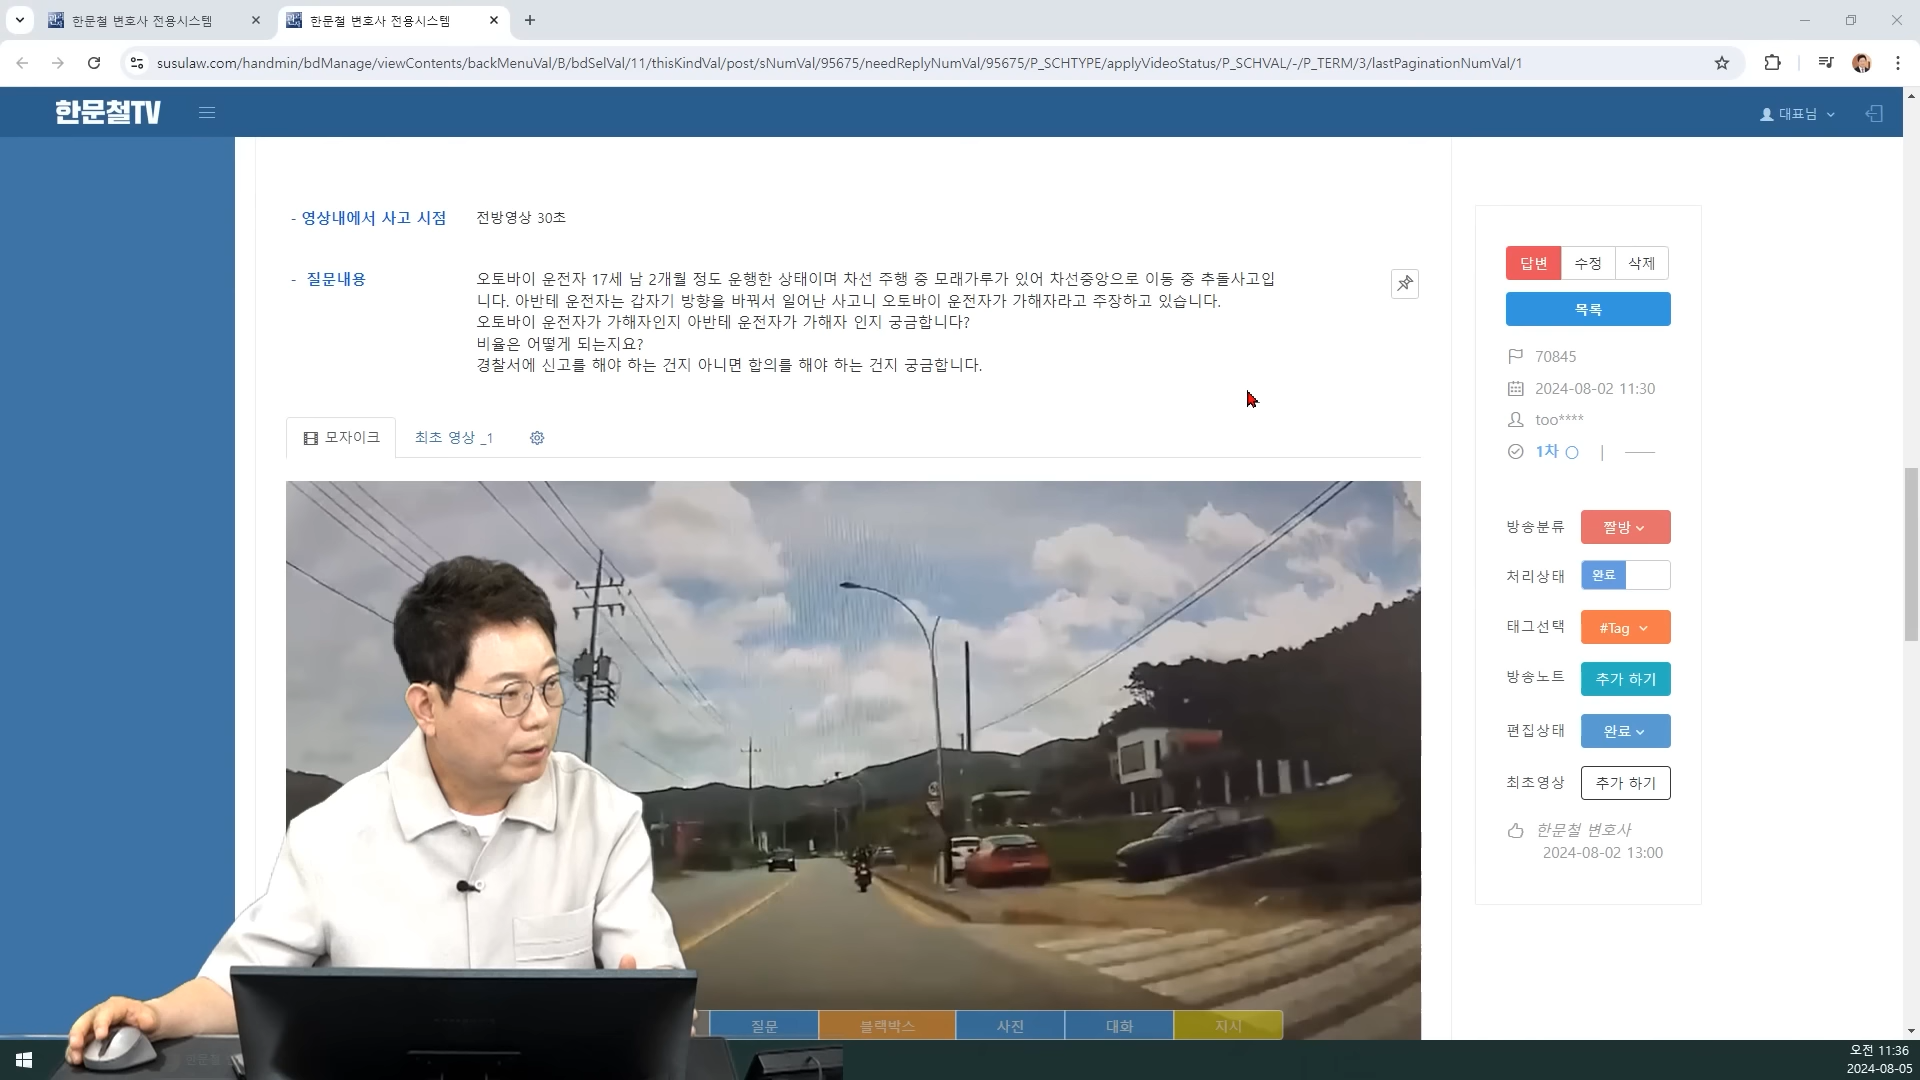 한문철 변호사 전용시스템
한문철 변호사 전용시스템
susulaw.com/handmin/bdManage/viewContents/backMenuVal/B/bdSelVal/11/thisKindVal/post/sNumVal/95675/needReplyNumVal/95675/P_SCHTYPE/applyVideoStatus/P_SCHVAL/-/P_TERM/3/lastPaginationNumVal/1
한문철TV
대표님
- 영상내에서 사고 시점 전방영상 30초
- 질문내용 오토바이 운전자 17세 남 2개월 정도 운행한 상태이며 차선 주행 중 모래가루가 있어 차선중앙으로 이동 중 추돌사고입
니다. 아반테 운전자는 갑자기 방향을 바꿔서 일어난 사고니 오토바이 운전자가 가해자라고 주장하고 있습니다.
오토바이 운전자가 가해자인지 아반테 운전자가 가해자 인지 궁금합니다?
비율은 어떻게 되는지요?
경찰서에 신고를 해야 하는 건지 아니면 합의를 해야 하는 건지 궁금합니다.
모자이크 최초 영상 _1
답변 수정 삭제
목록
70845
2024-08-02 11:30
too****
1차 ○ | ——
방송분류 짤방
처리상태 완료
태그선택 #Tag
방송노트 추가 하기
편집상태 완료
최초영상 추가 하기
한문철 변호사
2024-08-02 13:00
질문 블랙박스 사진 대화 지시
한문철
오전 11:36
2024-08-05